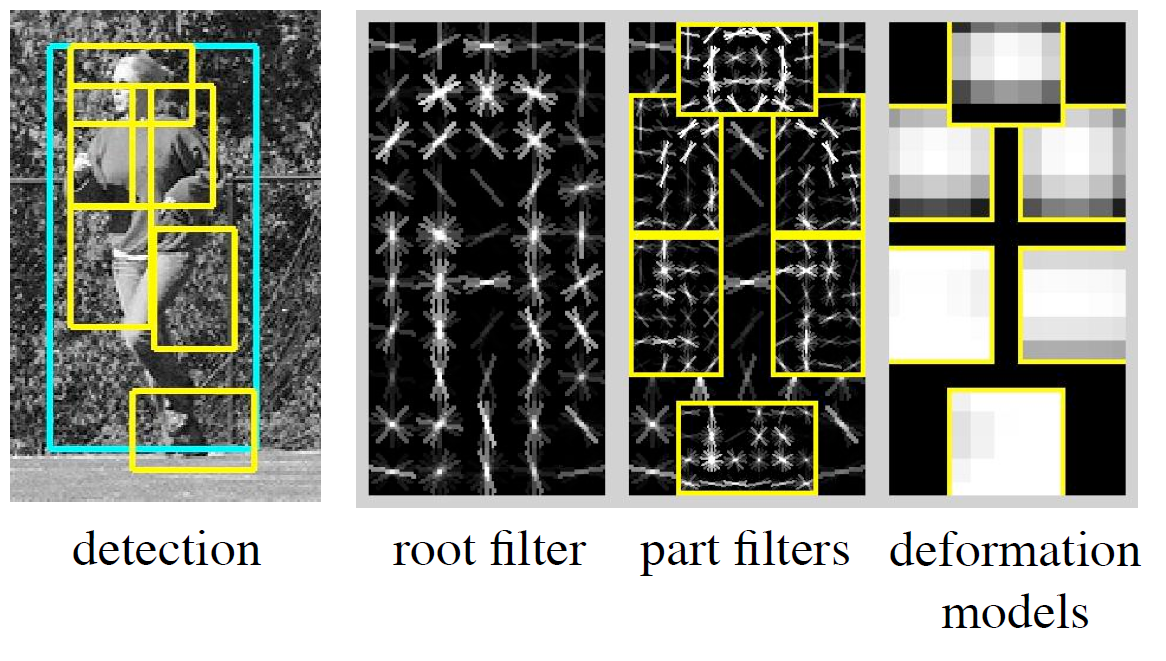 detection
root filter
part filters
deformation
models